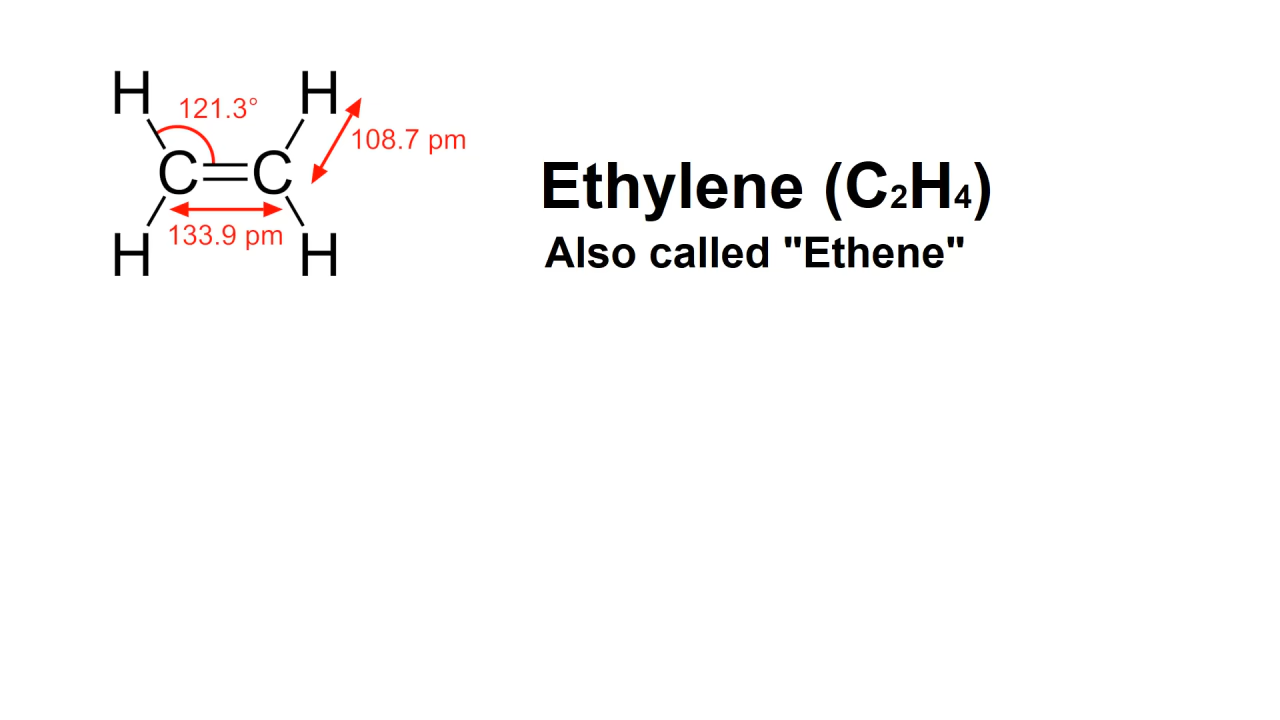 H H
121.3°
108.7 pm
C=C
133.9 pm
H H
Ethylene (C₂H₄)
Also called "Ethene"